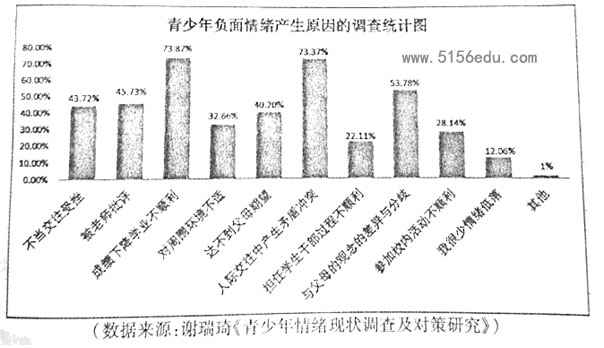 青少年负面情绪产生原因的调查统计图
www.5156edu.com
80.00%
70.00%
60.00%
50.00%
40.00%
30.00%
20.00%
10.00%
0.00%
43.72%
45.73%
73.87%
32.66%
40.20%
73.37%
22.11%
53.78%
28.14%
12.06%
1%
不当交往受挫
被老师批评
成绩下降学业不顺利
对周围环境不适
达不到父母期望
人际交往中产生矛盾冲突
担任学生干部过程不顺利
与父母的观念的差异与分歧
参加校内活动不顺利
我很少情绪低落
其他
(数据来源:谢瑞琦《青少年情绪现状调查及对策研究》)